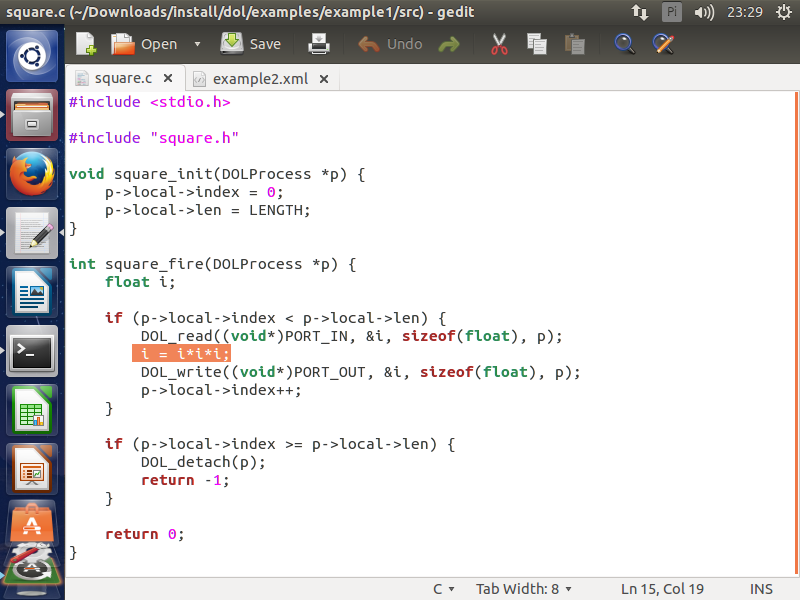 square.c (~/Downloads/install/dol/examples/example1/src) - gedit
Pi
23:29
Open
Save
Undo
square.c
example2.xml
#include <stdio.h>
#include "square.h"
void square_init(DOLProcess *p) {
    p->local->index = 0;
    p->local->len = LENGTH;
}
int square_fire(DOLProcess *p) {
    float i;
    if (p->local->index < p->local->len) {
        DOL_read((void*)PORT_IN, &i, sizeof(float), p);
        i = i*i*i;
        DOL_write((void*)PORT_OUT, &i, sizeof(float), p);
        p->local->index++;
    }
    if (p->local->index >= p->local->len) {
        DOL_detach(p);
        return -1;
    }
    return 0;
}
C
Tab Width: 8
Ln 15, Col 19
INS